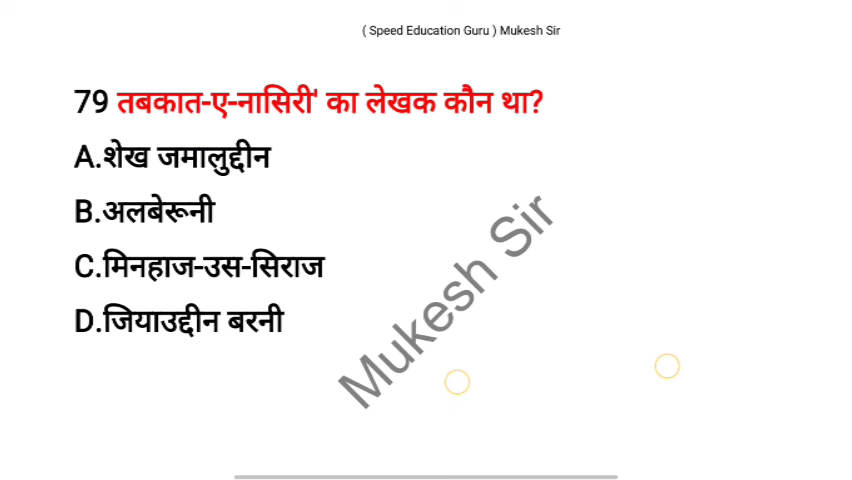 ( Speed Education Guru ) Mukesh Sir
79 तबकात-ए-नासिरी' का लेखक कौन था?
A.शेख जमालुद्दीन
B.अलबेरूनी
C.मिनहाज-उस-सिराज
D.जियाउद्दीन बरनी
Mukesh Sir